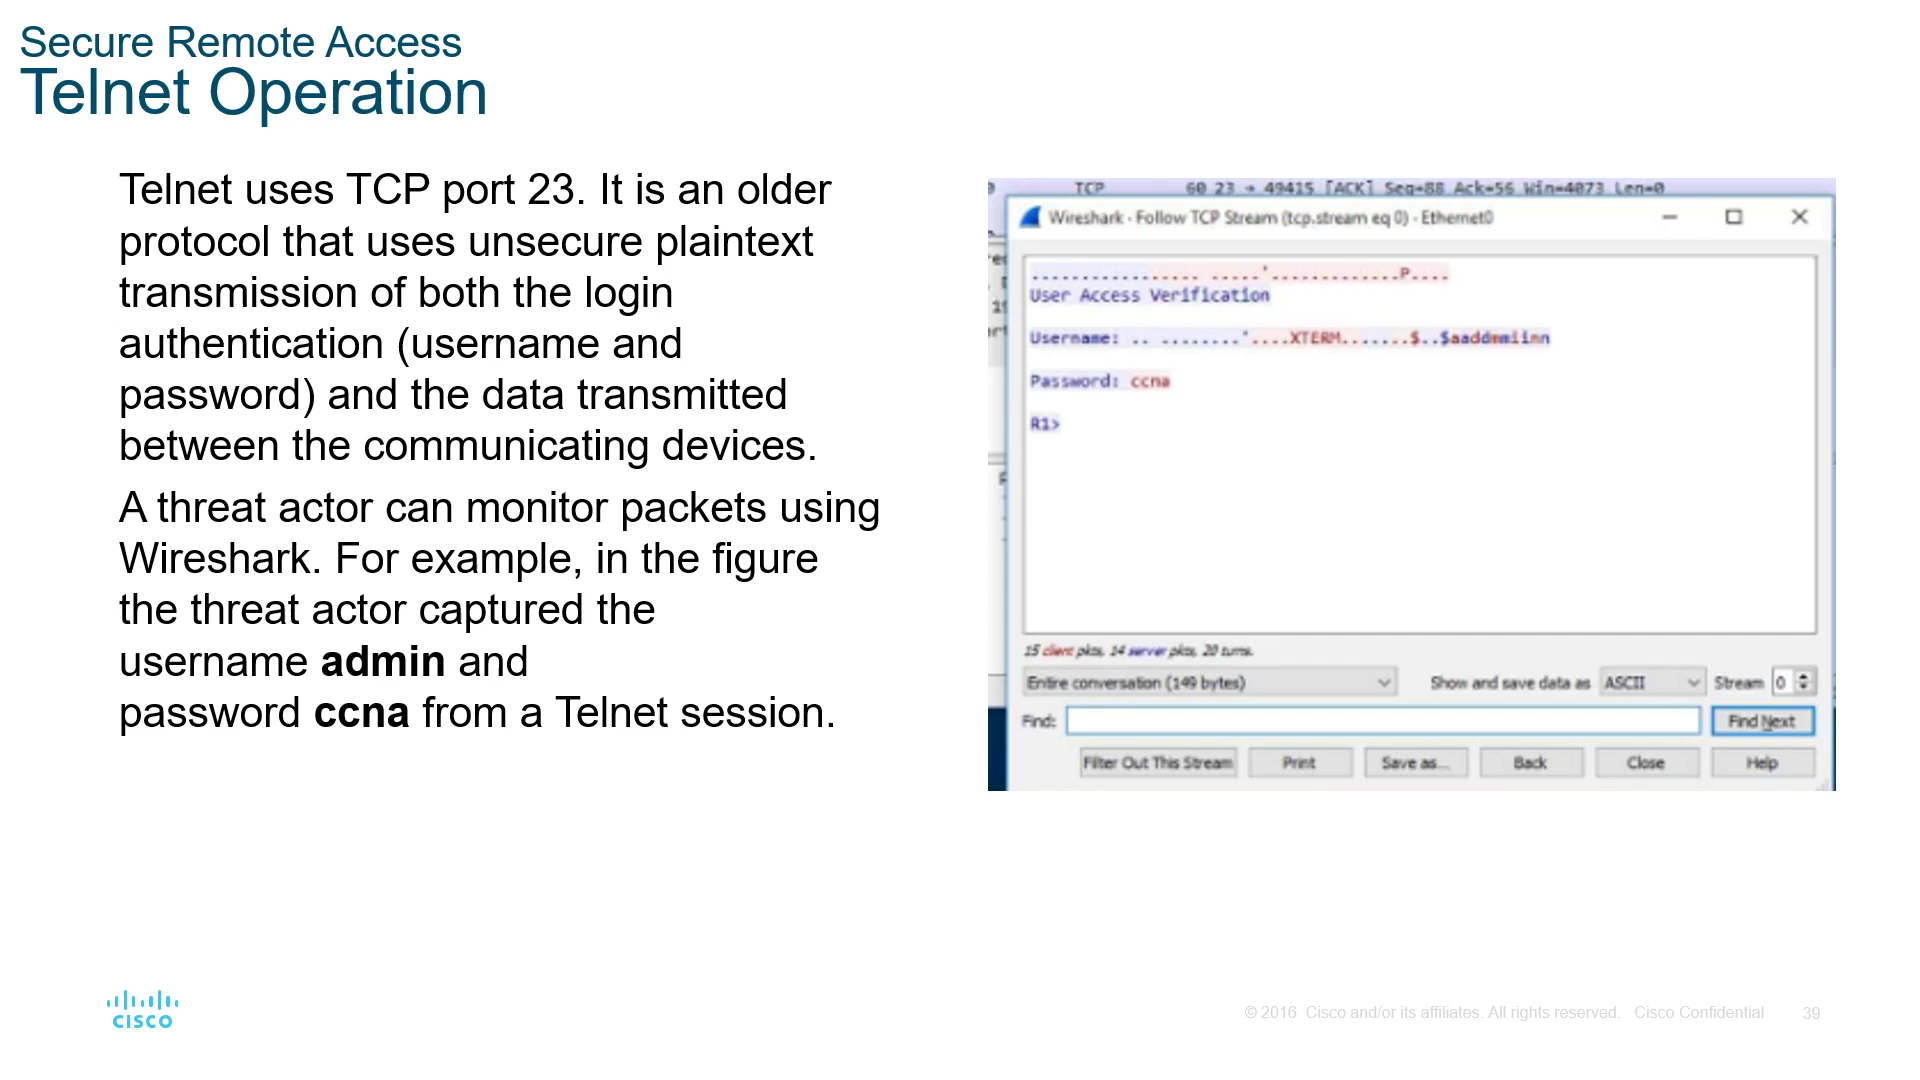 Secure Remote Access
Telnet Operation
Telnet uses TCP port 23. It is an older
protocol that uses unsecure plaintext
transmission of both the login
authentication (username and
password) and the data transmitted
between the communicating devices.
A threat actor can monitor packets using
Wireshark. For example, in the figure
the threat actor captured the
username admin and
password ccna from a Telnet session.
TCP 60 23 → 49415 [ACK] Seq=88 Ack=56 Win=4073 Len=0
Wireshark · Follow TCP Stream (tcp.stream eq 0) · Ethernet0
.................. .....'.............P....
User Access Verification
Username: .. ........'....XTERM.......$..$aaddmmiinn
Password: ccna
R1>
15 client pkts, 14 server pkts, 20 turns.
Entire conversation (149 bytes) Show and save data as ASCII Stream 0
Find: Find Next
Filter Out This Stream Print Save as... Back Close Help
CISCO
© 2016 Cisco and/or its affiliates. All rights reserved. Cisco Confidential 39